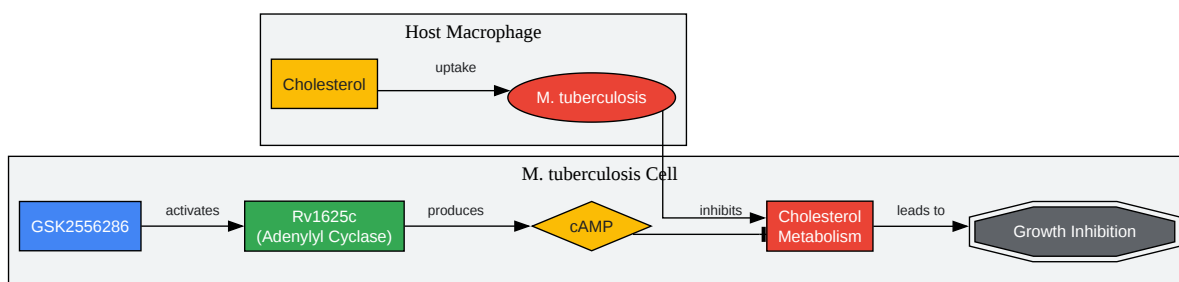 Host Macrophage
Cholesterol
uptake
M. tuberculosis
M. tuberculosis Cell
GSK2556286
activates
Rv1625c
(Adenylyl Cyclase)
produces
cAMP
inhibits
Cholesterol
Metabolism
leads to
Growth Inhibition